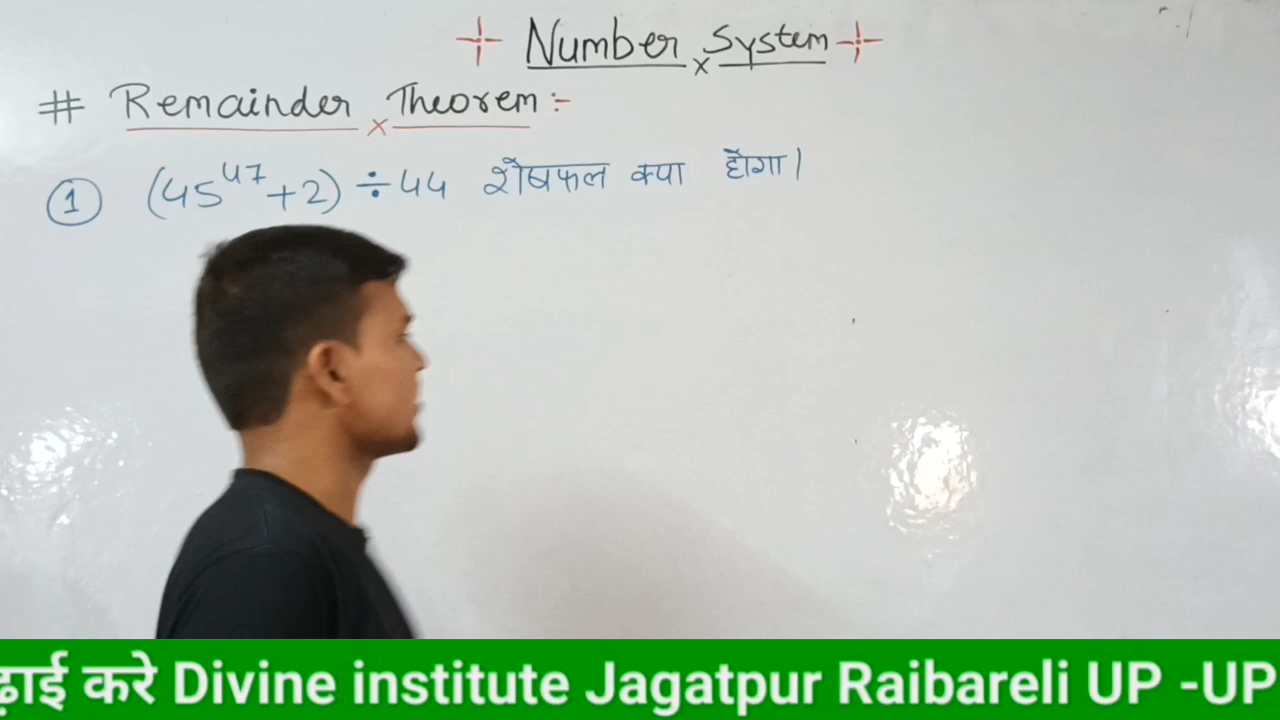 Number System
# Remainder Theorem :-
① (45⁴⁷+2) ÷ 44 शेषफल क्या होगा।
ढ़ाई करे Divine institute Jagatpur Raibareli UP -UP